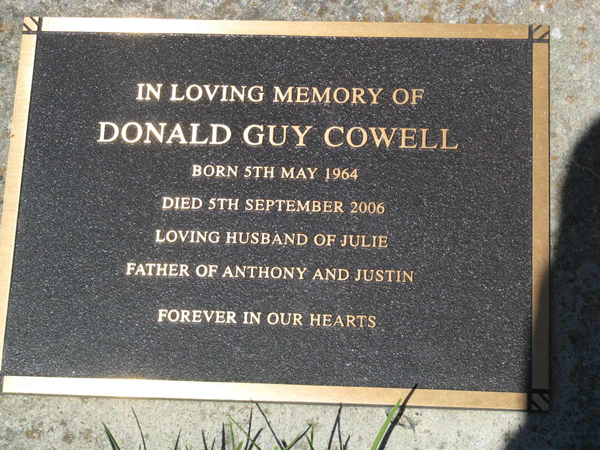 IN LOVING MEMORY OF
DONALD GUY COWELL
BORN 5TH MAY 1964
DIED 5TH SEPTEMBER 2006
LOVING HUSBAND OF JULIE
FATHER OF ANTHONY AND JUSTIN
FOREVER IN OUR HEARTS